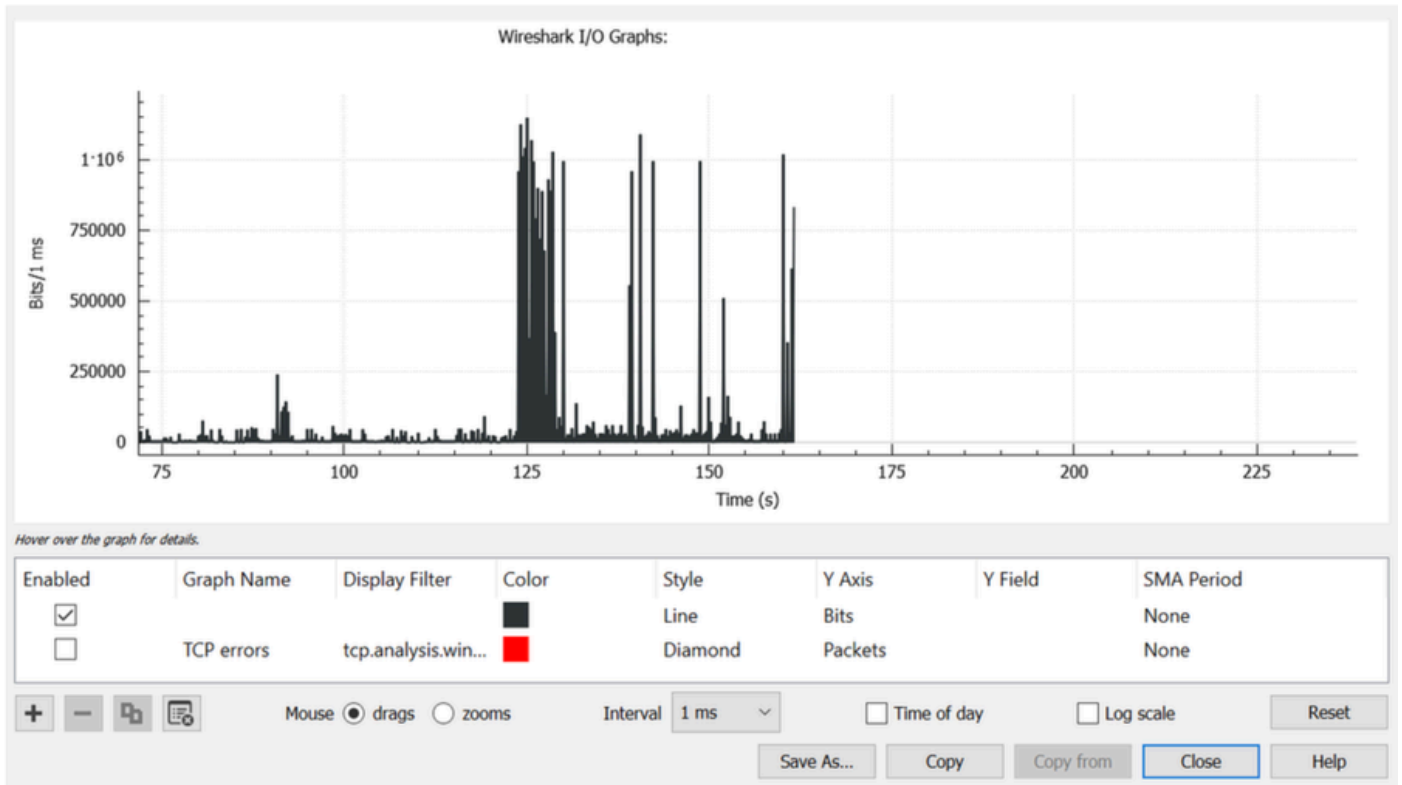 Wireshark I/O Graphs:
1·10⁶
750000
500000
250000
0
Bits/1 ms
75 100 125 150 175 200 225
Time (s)
Hover over the graph for details.
Enabled Graph Name Display Filter Color Style Y Axis Y Field SMA Period
Line Bits None
TCP errors tcp.analysis.win... Diamond Packets None
Mouse drags zooms Interval 1 ms Time of day Log scale Reset
Save As... Copy Copy from Close Help